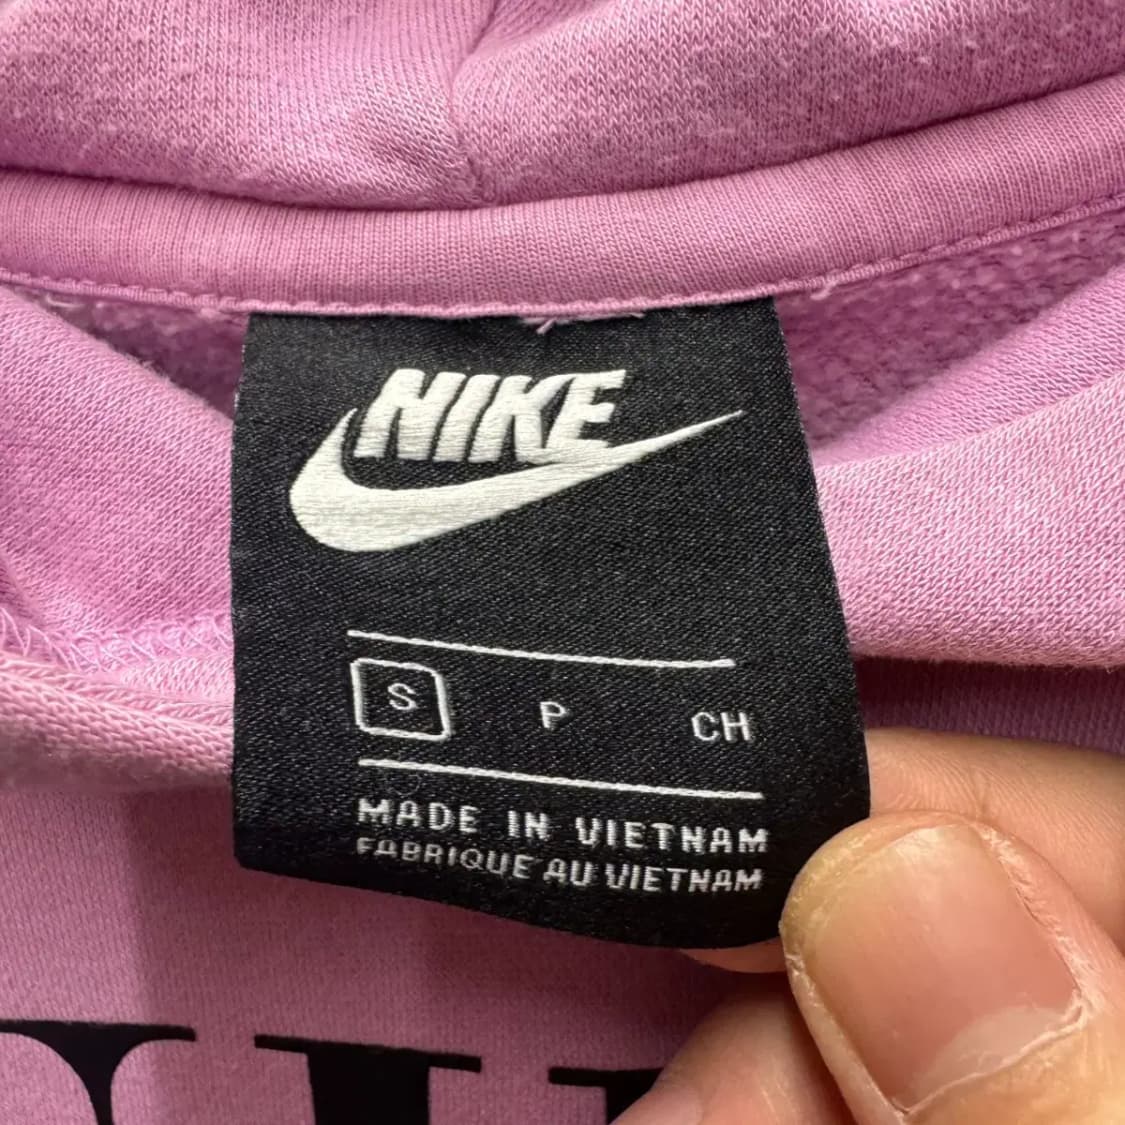 NIKE
S P CH
MADE IN VIETNAM
FABRIQUE AU VIETNAM